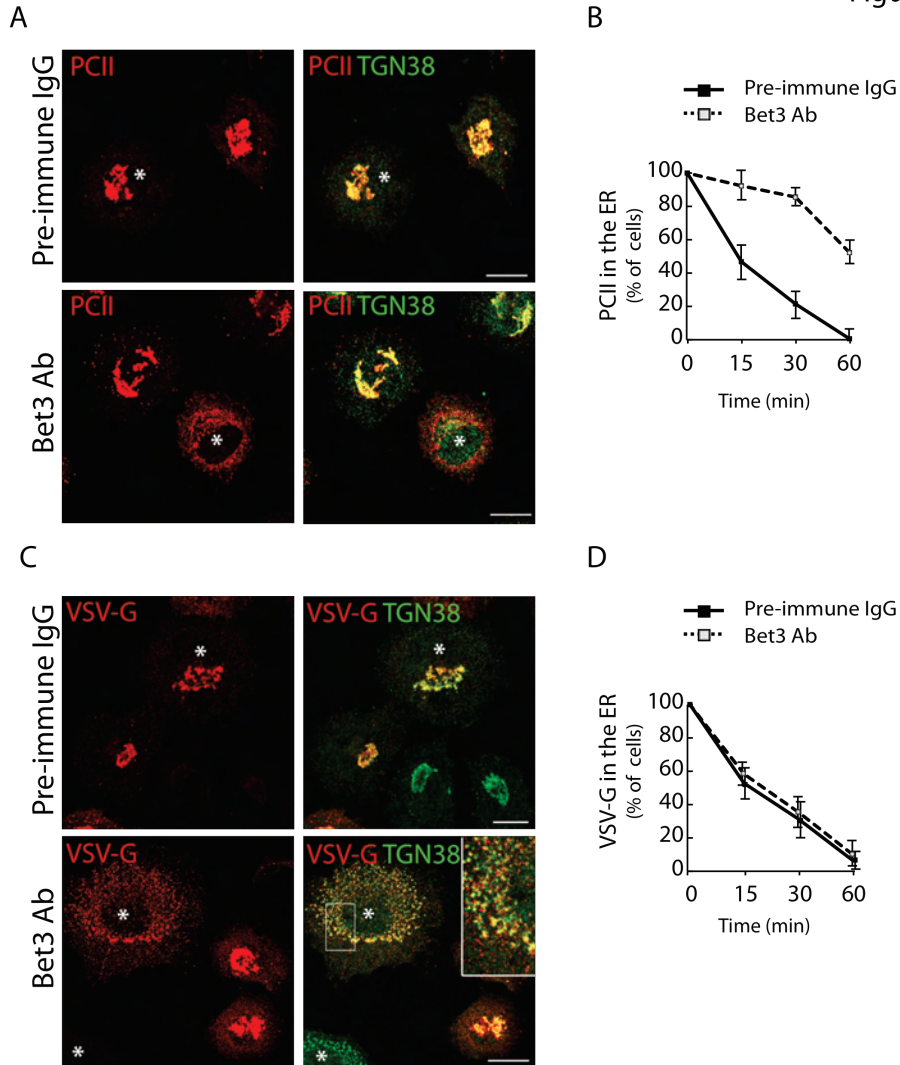 A
Pre-immune IgG
PCII
PCII TGN38
*
*
Bet3 Ab
PCII
PCII TGN38
*
*
B
Pre-immune IgG
Bet3 Ab
PCII in the ER
(% of cells)
100
80
60
40
20
0
0 15 30 60
Time (min)
C
Pre-immune IgG
VSV-G
VSV-G TGN38
*
*
Bet3 Ab
VSV-G
VSV-G TGN38
*
*
*
*
D
Pre-immune IgG
Bet3 Ab
VSV-G in the ER
(% of cells)
100
80
60
40
20
0
0 15 30 60
Time (min)